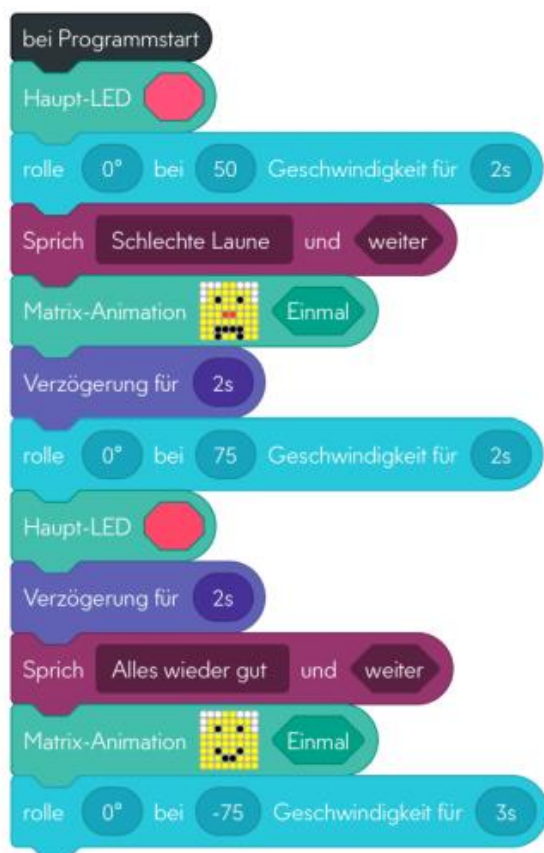 bei Programmstart
Haupt-LED
rolle 0° bei 50 Geschwindigkeit für 2s
Sprich Schlechte Laune und weiter
Matrix-Animation Einmal
Verzögerung für 2s
rolle 0° bei 75 Geschwindigkeit für 2s
Haupt-LED
Verzögerung für 2s
Sprich Alles wieder gut und weiter
Matrix-Animation Einmal
rolle 0° bei -75 Geschwindigkeit für 3s